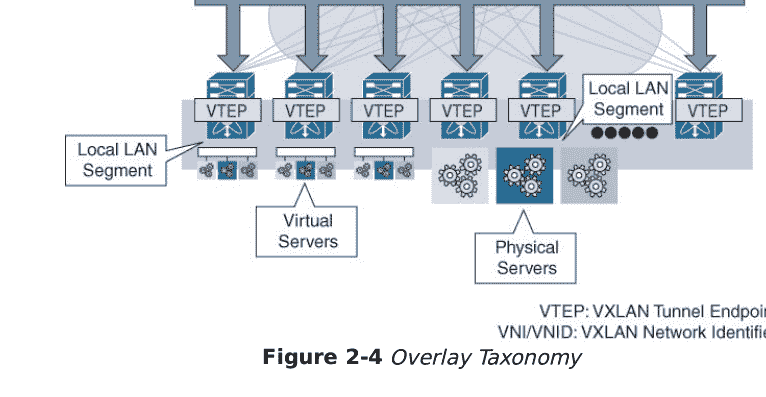 Local LAN
Segment
VTEP VTEP VTEP VTEP VTEP VTEP
Local LAN
Segment
Virtual
Servers
Physical
Servers
VTEP: VXLAN Tunnel Endpoi
VNI/VNID: VXLAN Network Identifie
Figure 2-4 Overlay Taxonomy